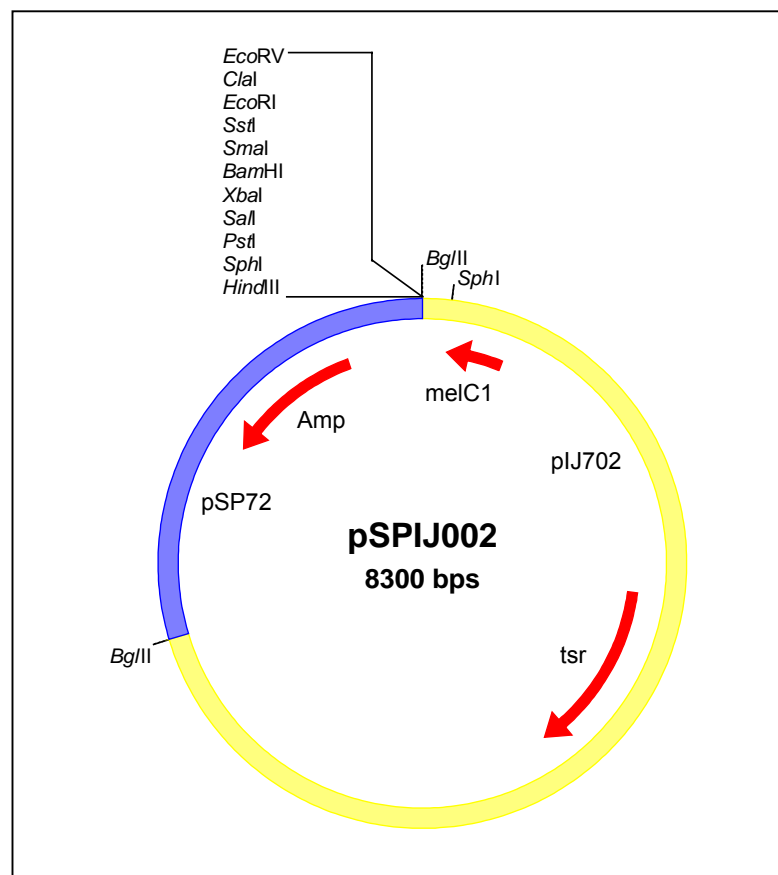 EcoRV
ClaI
EcoRI
SstI
SmaI
BamHI
XbaI
SalI
PstI
SphI
HindIII
BglII
SphI
melC1
Amp
pIJ702
pSP72
pSPIJ002
8300 bps
BglII
tsr